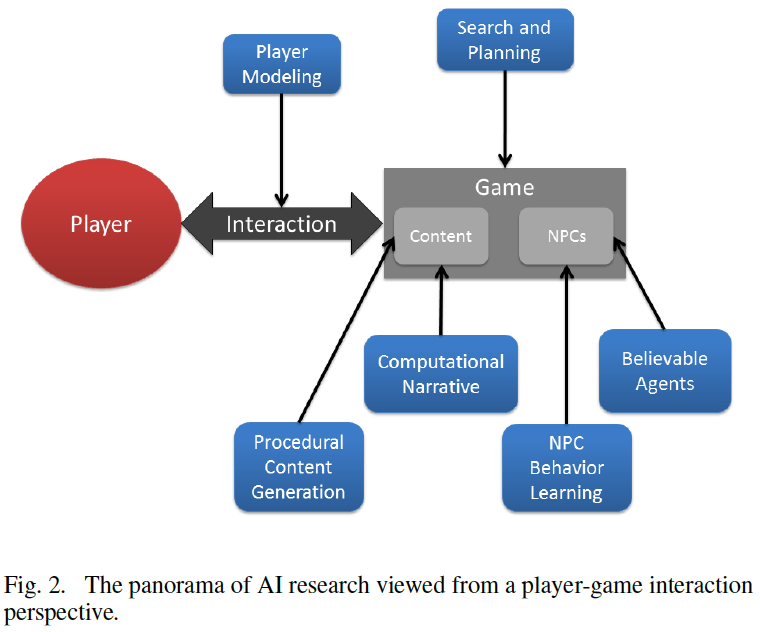 Player
Modeling
Search and
Planning
Game
Player
Interaction
Content
NPCs
Computational
Narrative
Believable
Agents
Procedural
Content
Generation
NPC
Behavior
Learning
Fig. 2. The panorama of AI research viewed from a player-game interaction
perspective.